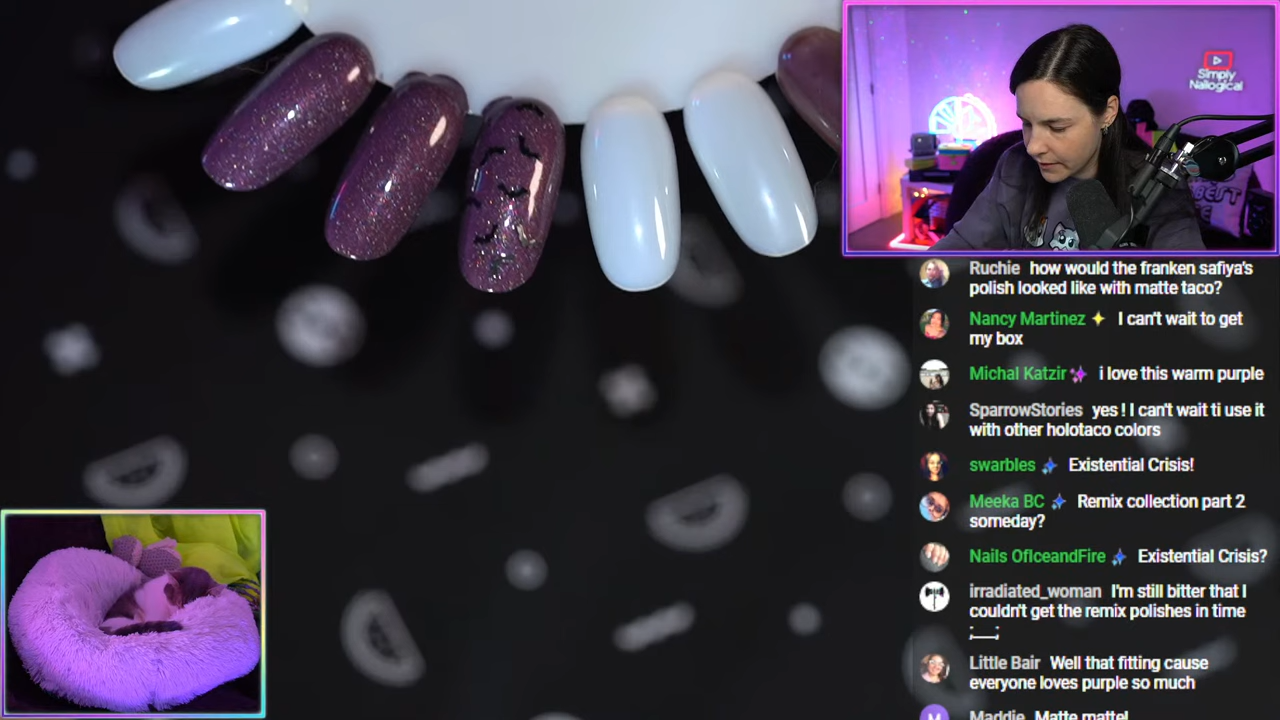 Simply
Nailogical
BEST
Ruchie how would the franken safiya's
polish looked like with matte taco?
Nancy Martinez I can't wait to get
my box
Michal Katzir i love this warm purple
SparrowStories yes ! I can't wait ti use it
with other holotaco colors
swarbles Existential Crisis!
Meeka BC Remix collection part 2
someday?
Nails OfIceandFire Existential Crisis?
irradiated_woman I'm still bitter that I
couldn't get the remix polishes in time
;___;
Little Bair Well that fitting cause
everyone loves purple so much
M Maddie Matte matte!